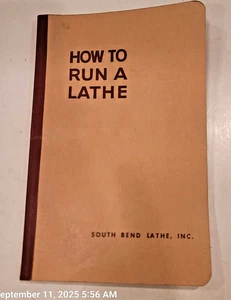 HOW TO
RUN A
LATHE
SOUTH BEND LATHE, INC.
eptember 11, 2025 5:56 AM